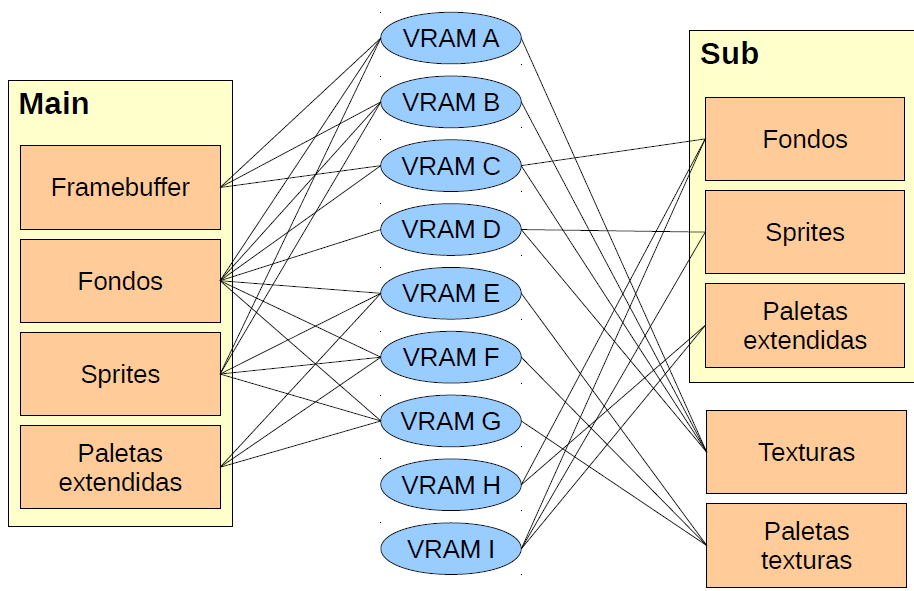 Main
Framebuffer
Fondos
Sprites
Paletas
extendidas
VRAM A
VRAM B
VRAM C
VRAM D
VRAM E
VRAM F
VRAM G
VRAM H
VRAM I
Sub
Fondos
Sprites
Paletas
extendidas
Texturas
Paletas
texturas